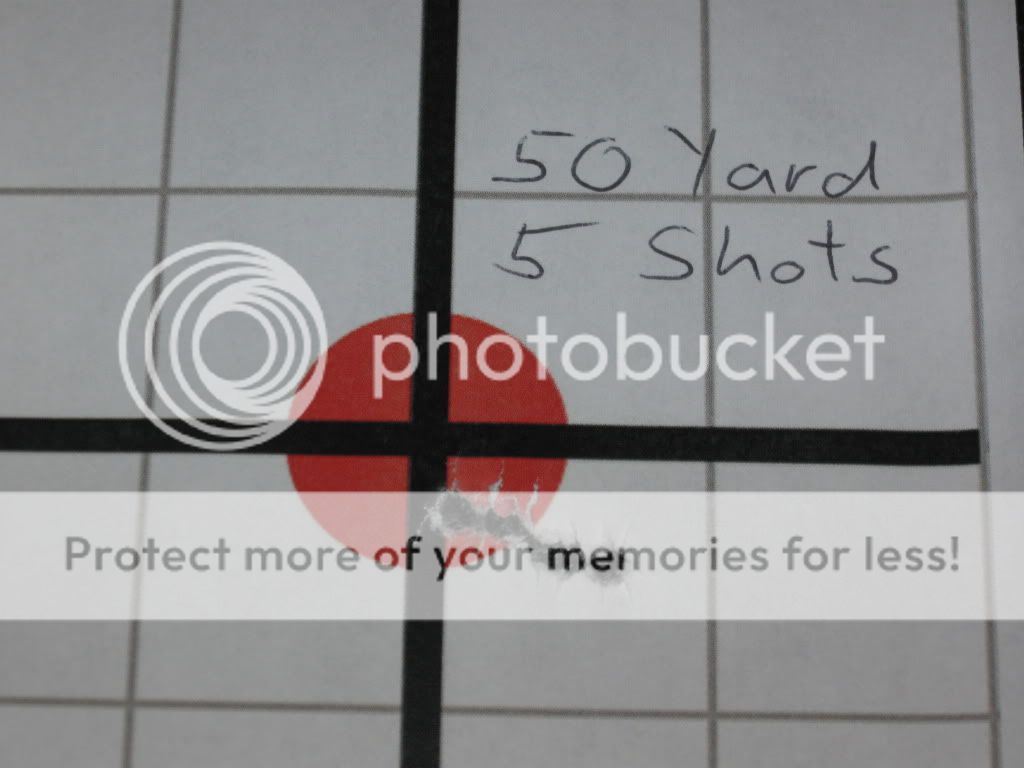 50 Yard
5 Shots
photobucket
Protect more of your memories for less!